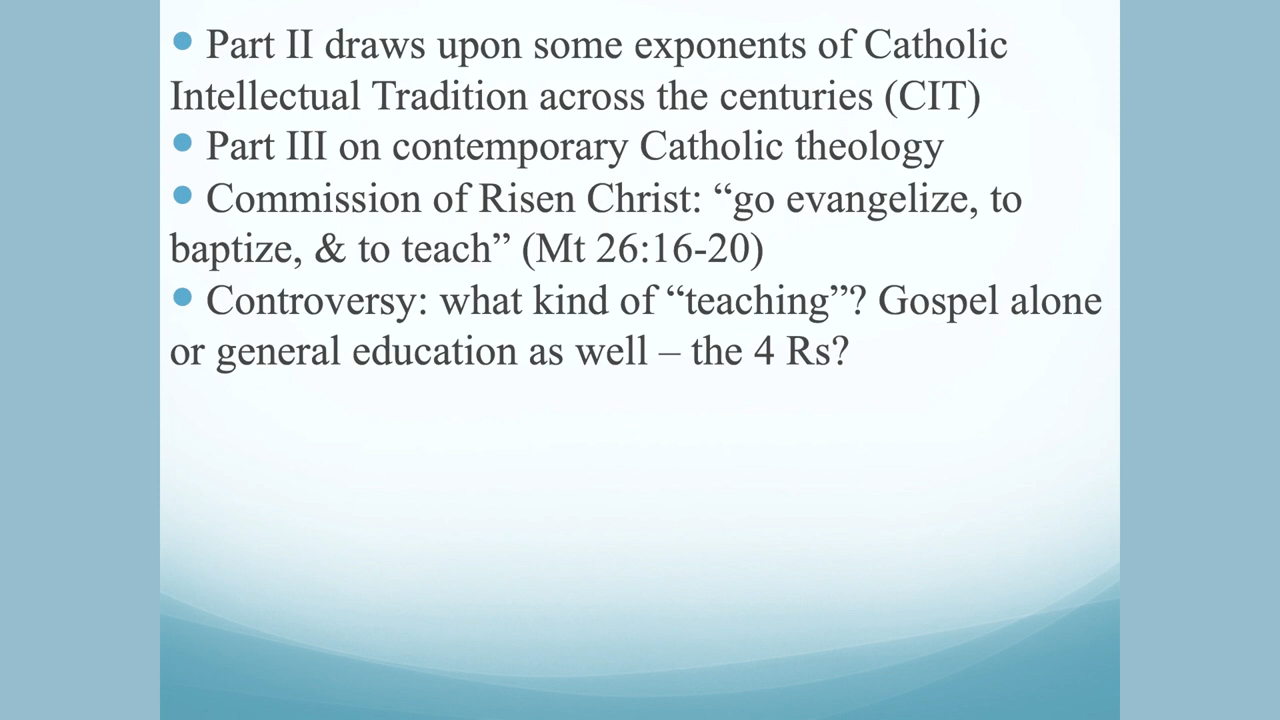 • Part II draws upon some exponents of Catholic
Intellectual Tradition across the centuries (CIT)
• Part III on contemporary Catholic theology
• Commission of Risen Christ: “go evangelize, to
baptize, & to teach” (Mt 26:16-20)
• Controversy: what kind of “teaching”? Gospel alone
or general education as well – the 4 Rs?